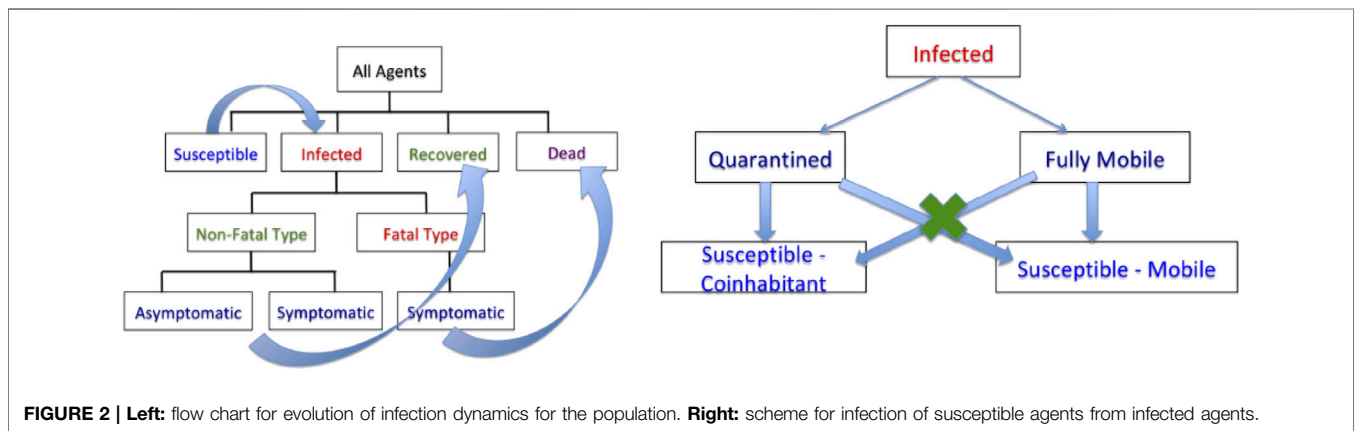 All Agents
Susceptible
Infected
Recovered
Dead
Non-Fatal Type
Fatal Type
Asymptomatic
Symptomatic
Symptomatic
Infected
Quarantined
Fully Mobile
Susceptible -
Coinhabitant
Susceptible - Mobile
FIGURE 2 | Left: flow chart for evolution of infection dynamics for the population. Right: scheme for infection of susceptible agents from infected agents.